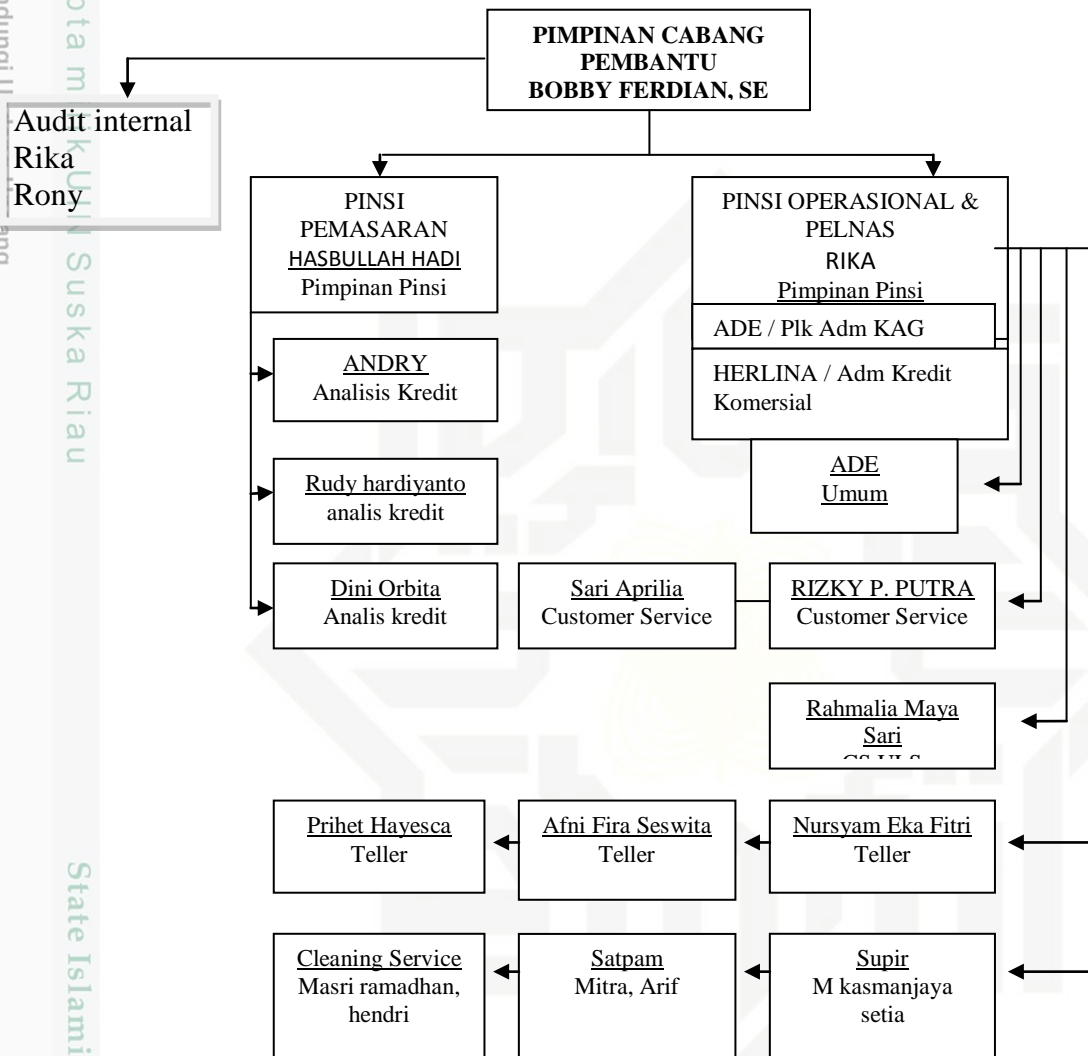 PIMPINAN CABANG
PEMBANTU
BOBBY FERDIAN, SE
Audit internal
Rika
Rony
PINSI
PEMASARAN
HASBULLAH HADI
Pimpinan Pinsi
PINSI OPERASIONAL &
PELNAS
RIKA
Pimpinan Pinsi
ADE / Plk Adm KAG
HERLINA / Adm Kredit
Komersial
ANDRY
Analisis Kredit
ADE
Umum
Rudy hardiyanto
analis kredit
Dini Orbita
Analis kredit
Sari Aprilia
Customer Service
RIZKY P. PUTRA
Customer Service
Rahmalia Maya
Sari
Prihet Hayesca
Teller
Afni Fira Seswita
Teller
Nursyam Eka Fitri
Teller
Cleaning Service
Masri ramadhan,
hendri
Satpam
Mitra, Arif
Supir
M kasmanjaya
setia
Suska Riau
State Islami